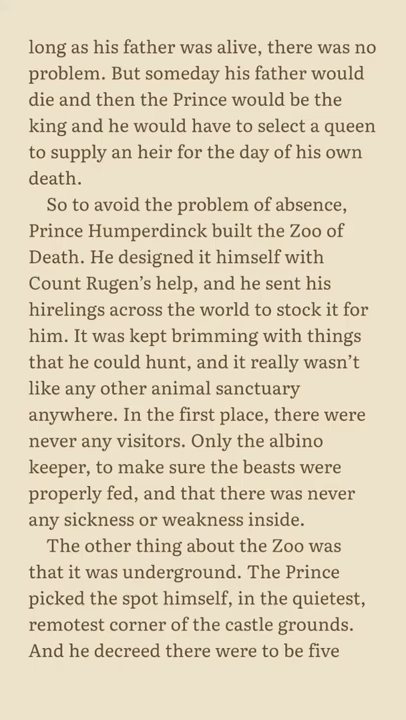 long as his father was alive, there was no
problem. But someday his father would
die and then the Prince would be the
king and he would have to select a queen
to supply an heir for the day of his own
death.
So to avoid the problem of absence,
Prince Humperdinck built the Zoo of
Death. He designed it himself with
Count Rugen’s help, and he sent his
hirelings across the world to stock it for
him. It was kept brimming with things
that he could hunt, and it really wasn’t
like any other animal sanctuary
anywhere. In the first place, there were
never any visitors. Only the albino
keeper, to make sure the beasts were
properly fed, and that there was never
any sickness or weakness inside.
The other thing about the Zoo was
that it was underground. The Prince
picked the spot himself, in the quietest,
remotest corner of the castle grounds.
And he decreed there were to be five